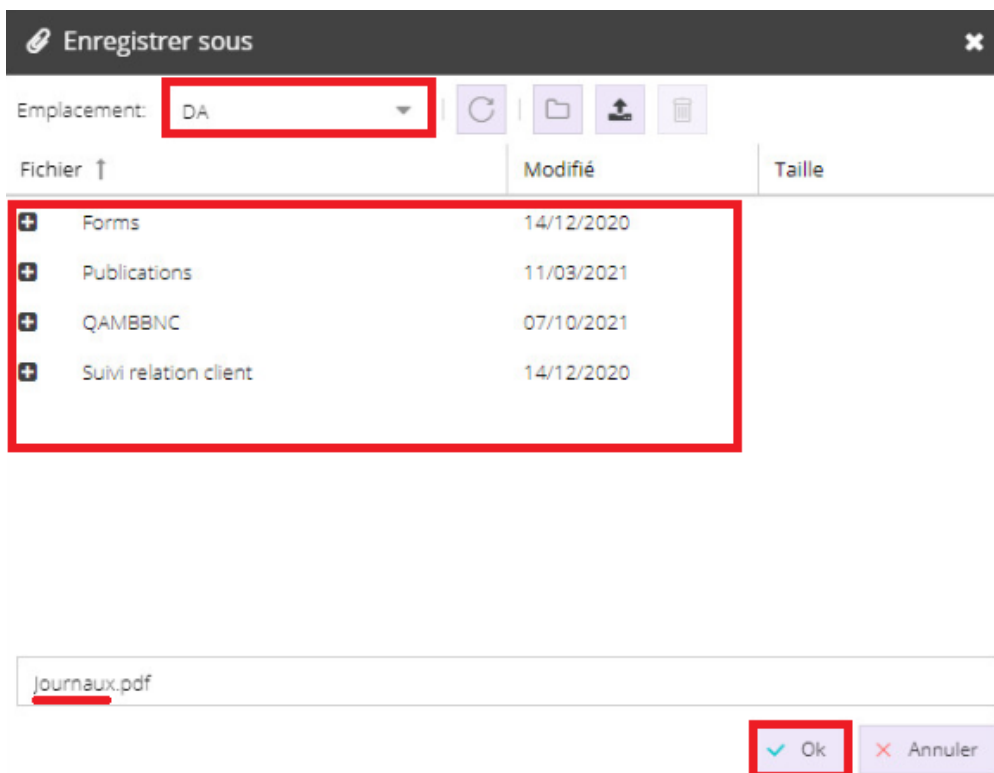 Enregistrer sous
Emplacement: DA
Fichier ↑ Modifié Taille
Forms 14/12/2020
Publications 11/03/2021
QAMBBNC 07/10/2021
Suivi relation client 14/12/2020
Journaux.pdf
Ok Annuler